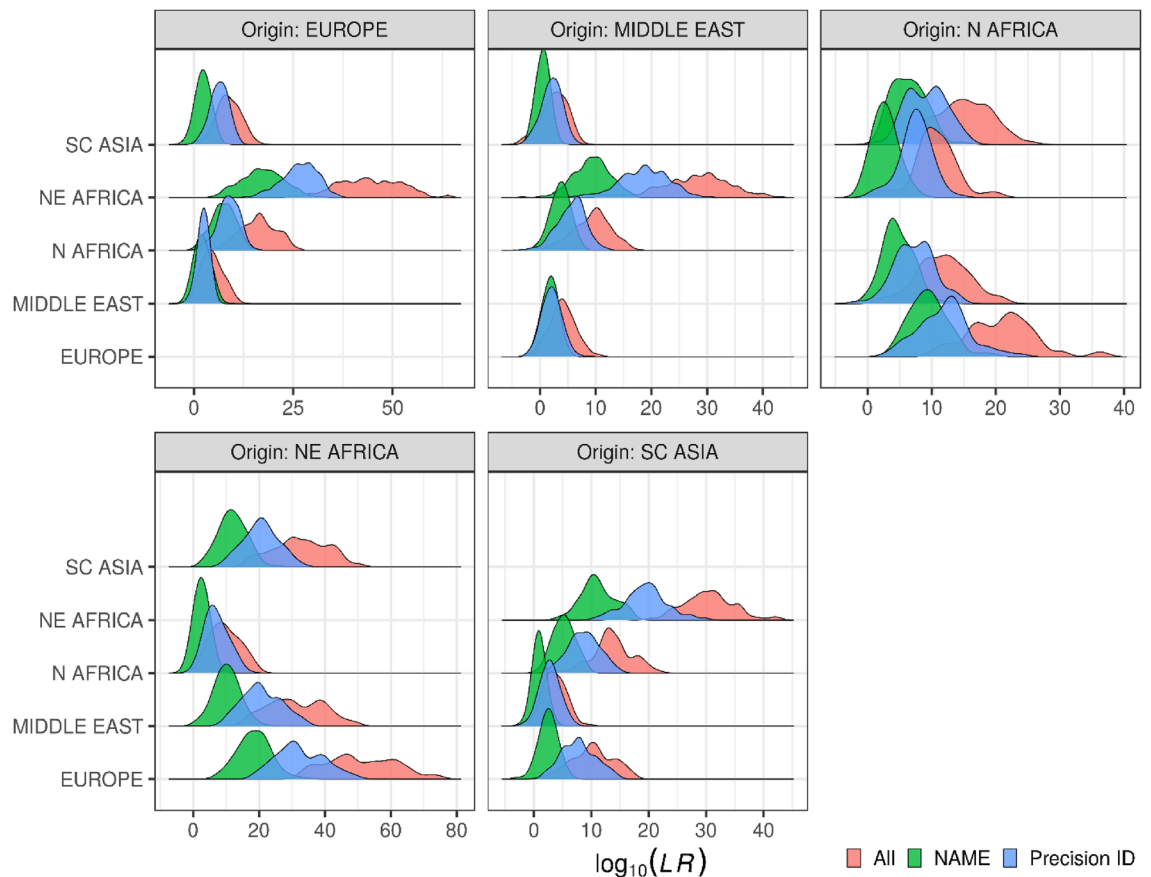 Origin: EUROPE
Origin: MIDDLE EAST
Origin: N AFRICA
SC ASIA
NE AFRICA
N AFRICA
MIDDLE EAST
EUROPE
0 25 50
0 10 20 30 40
0 10 20 30 40
Origin: NE AFRICA
Origin: SC ASIA
SC ASIA
NE AFRICA
N AFRICA
MIDDLE EAST
EUROPE
0 20 40 60 80
0 10 20 30 40
log10(LR)
All NAME Precision ID